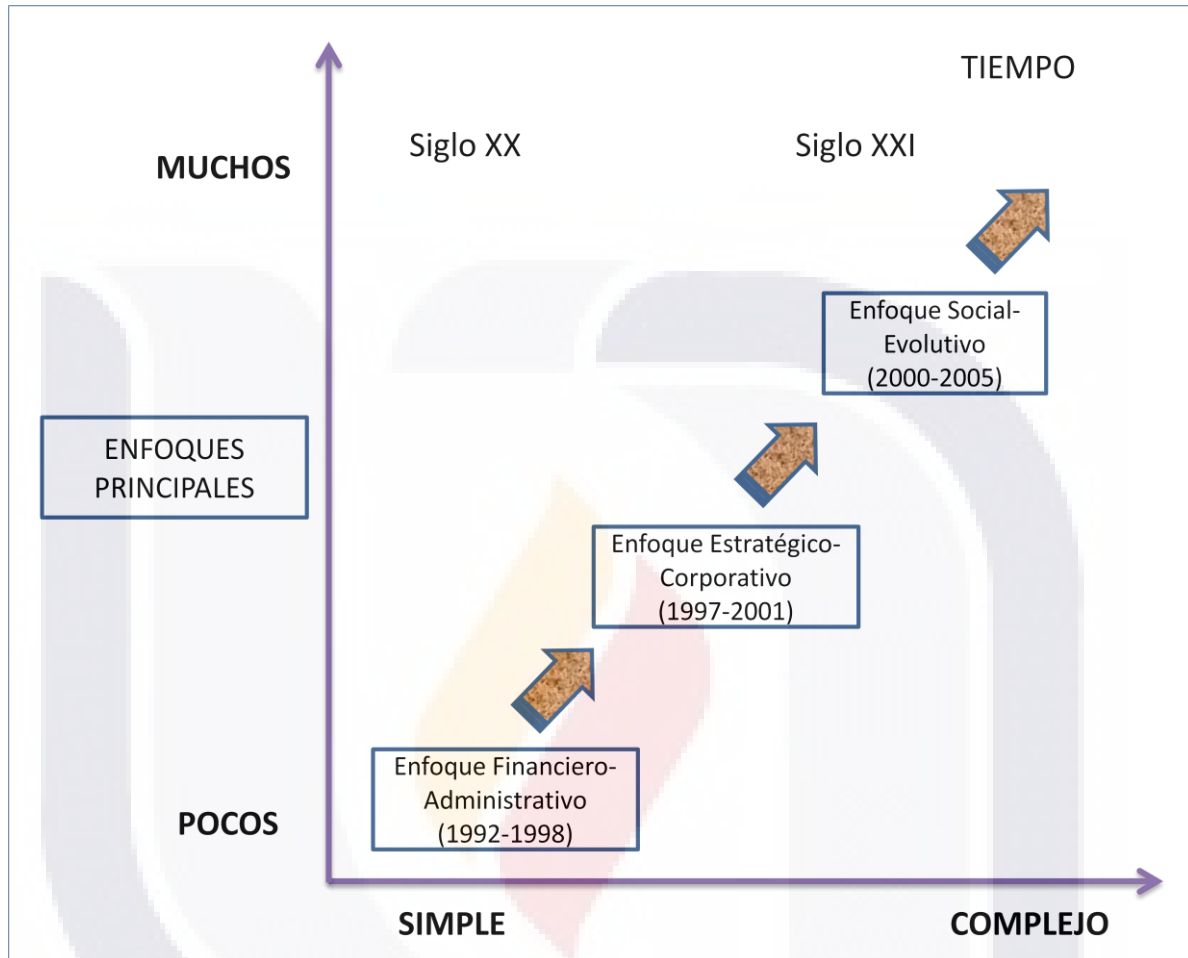 TIEMPO
Siglo XX
Siglo XXI
MUCHOS
Enfoque Social-
Evolutivo
(2000-2005)
ENFOQUES
PRINCIPALES
Enfoque Estratégico-
Corporativo
(1997-2001)
Enfoque Financiero-
Administrativo
(1992-1998)
POCOS
SIMPLE
COMPLEJO